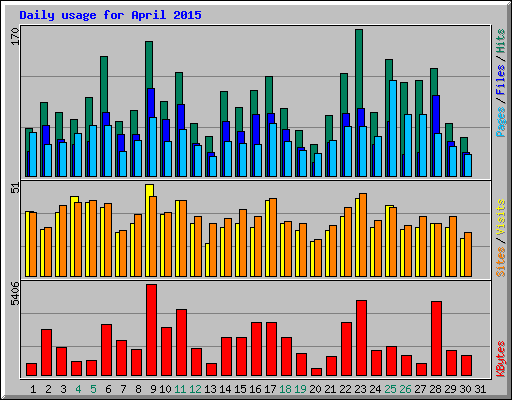 Daily usage for April 2015
170
Pages / Files / Hits
51
Sites / Visits
5406
KBytes
1 2 3 4 5 6 7 8 9 10 11 12 13 14 15 16 17 18 19 20 21 22 23 24 25 26 27 28 29 30 31